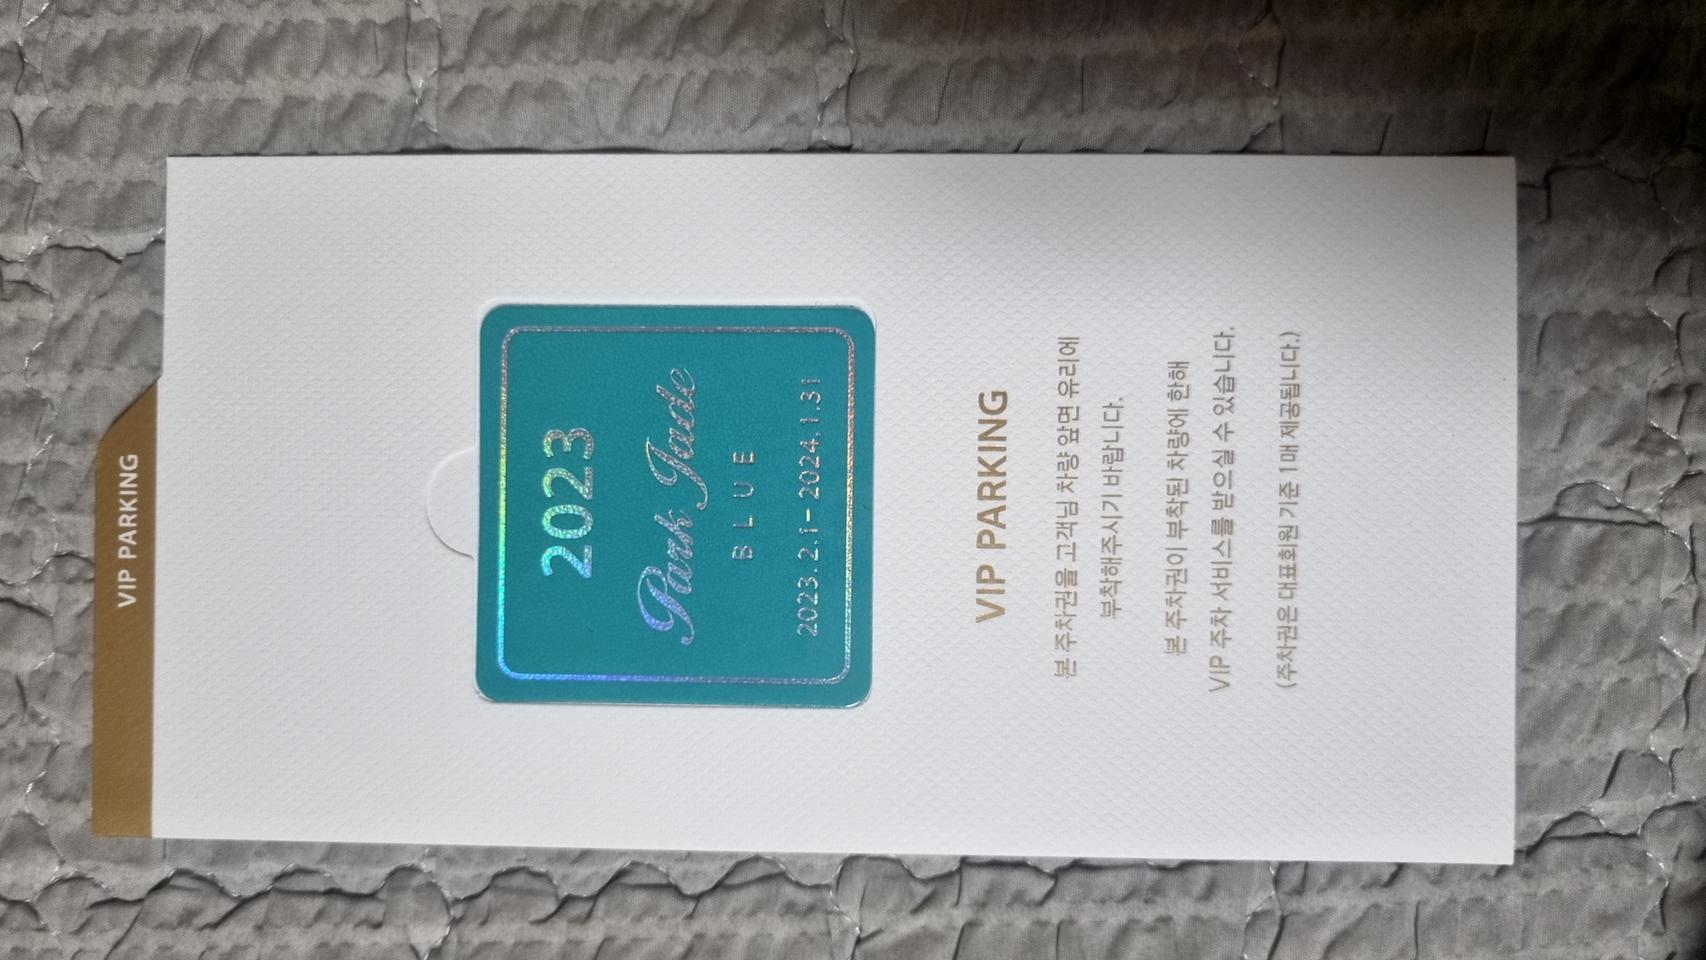 VIP PARKING
2023
Park Jade
BLUE
2023.2.1-2024.1.31
VIP PARKING
본 주차권을 고객님 차량 앞면 유리에
부착해주시기 바랍니다.
본 주차권이 부착된 차량에 한해
VIP 주차 서비스를 받으실 수 있습니다.
(주차권은 대표회원 기준 1매 제공됩니다.)